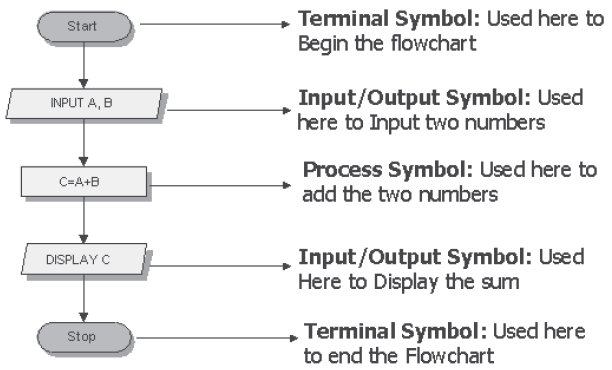 Start
Terminal Symbol: Used here to
Begin the flowchart
INPUT A, B
Input/Output Symbol: Used
here to Input two numbers
C=A+B
Process Symbol: Used here to
add the two numbers
DISPLAY C
Input/Output Symbol: Used
Here to Display the sum
Stop
Terminal Symbol: Used here
to end the Flowchart